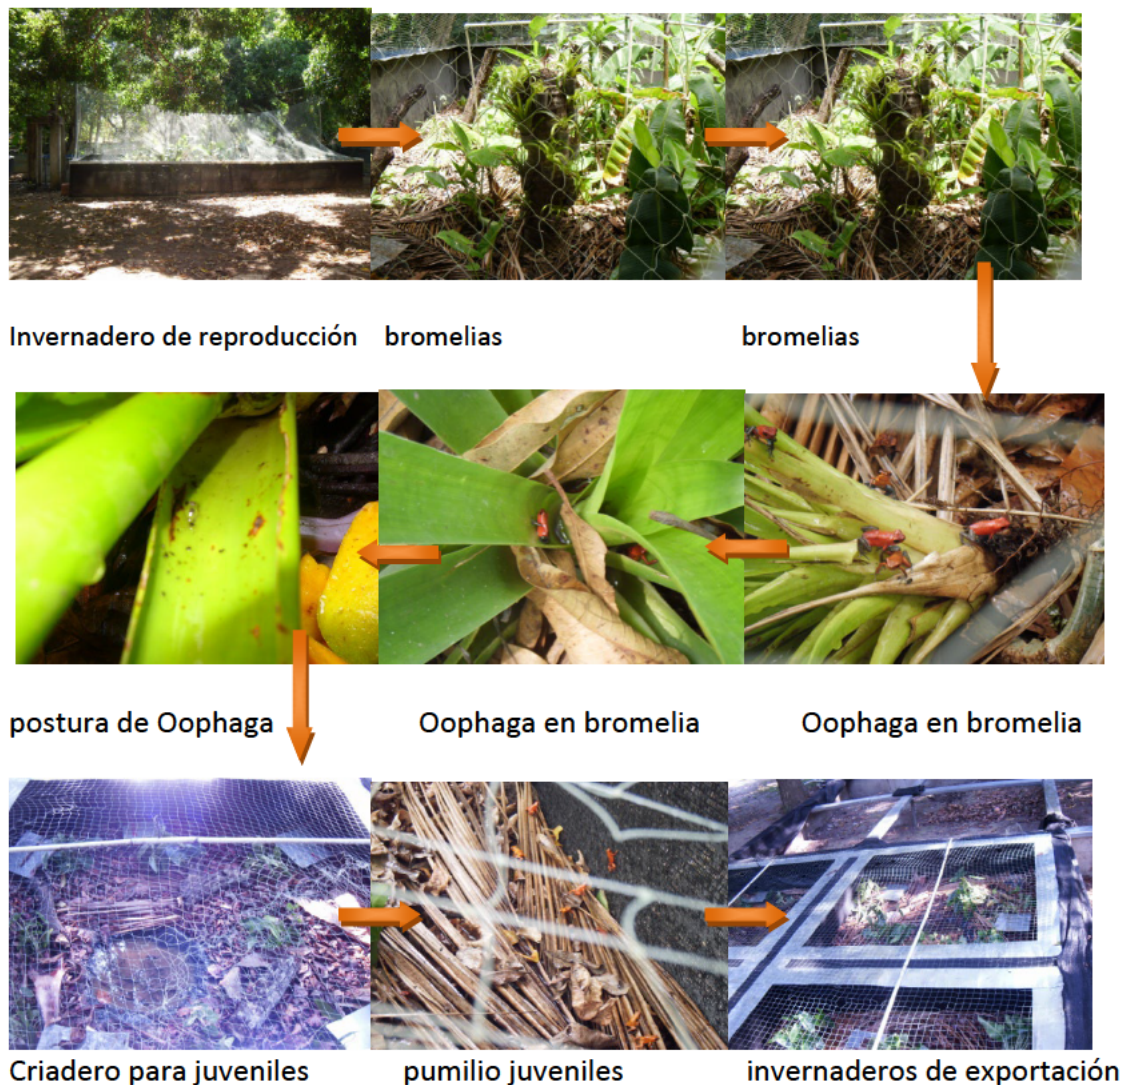 Invernadero de reproducción bromelias bromelias
postura de Oophaga Oophaga en bromelia Oophaga en bromelia
Criadero para juveniles pumilio juveniles invernaderos de exportación